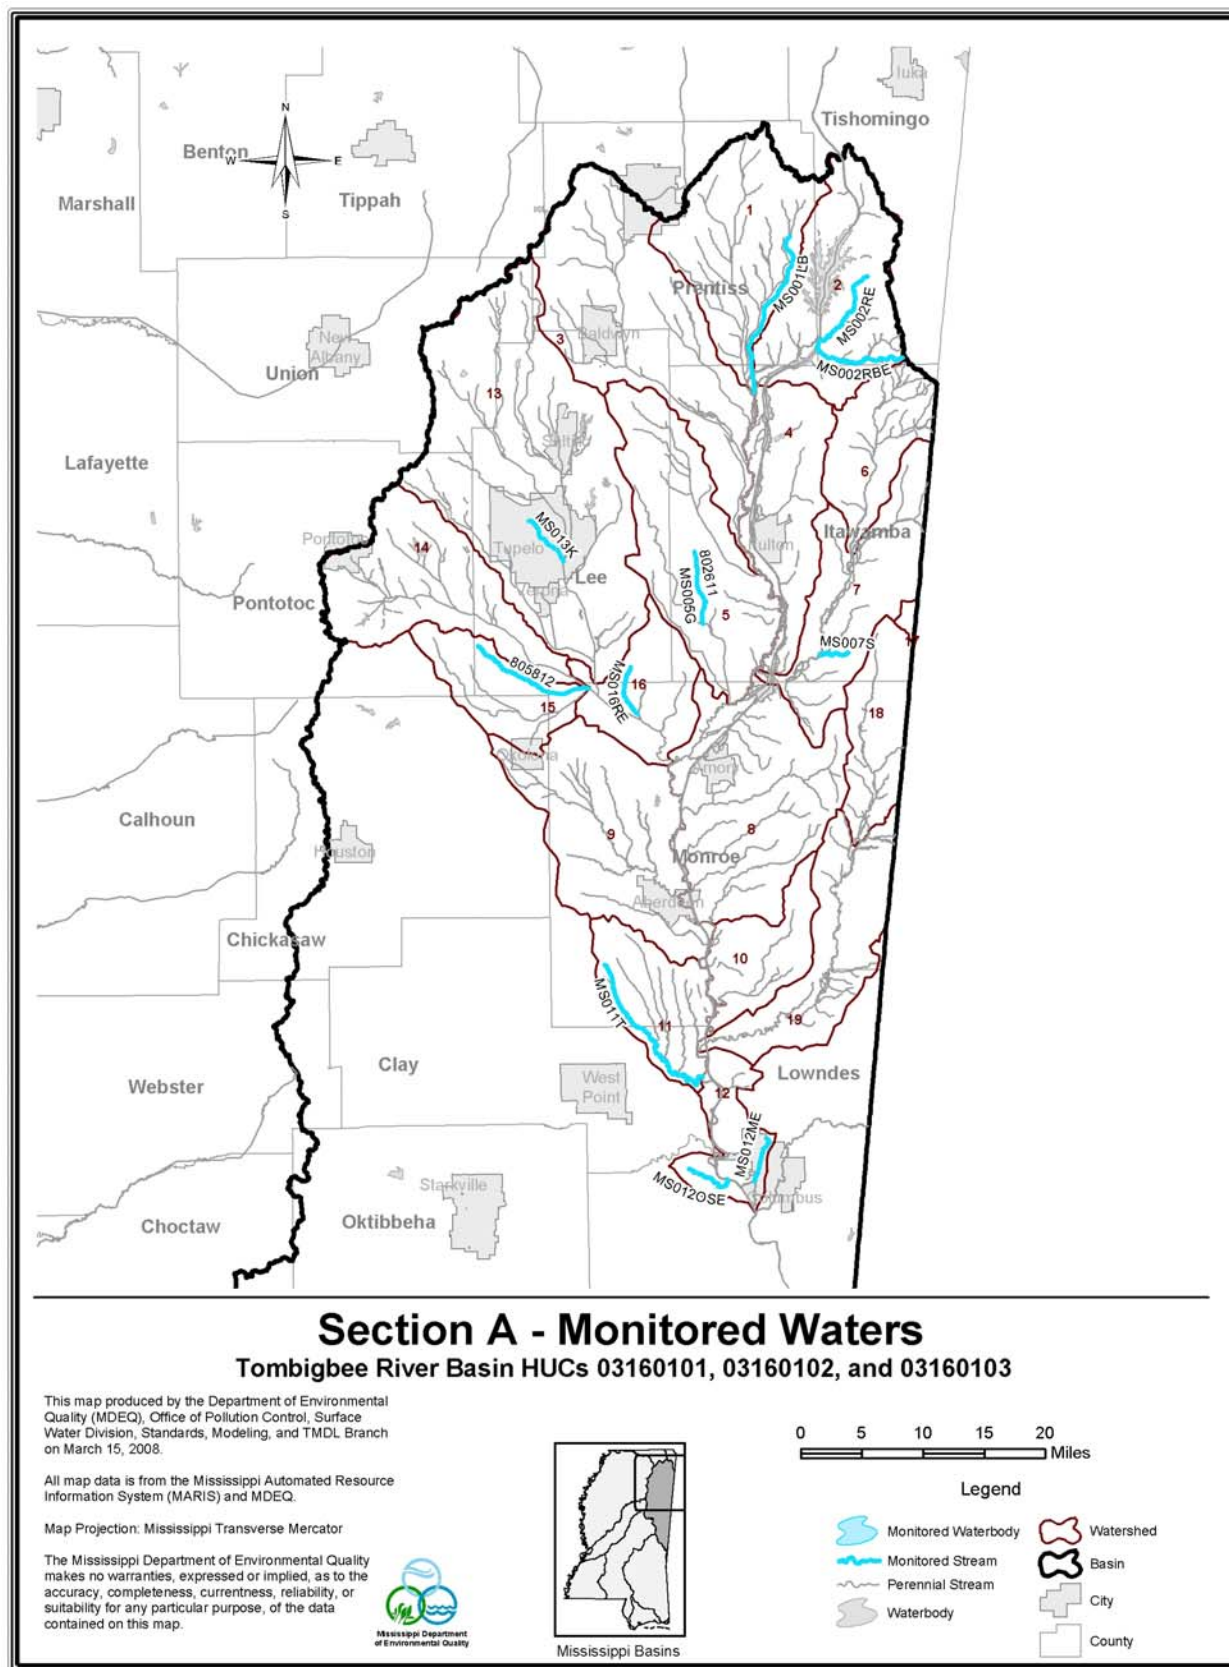 Iuka
Tishomingo
N
Benton
W
E
Tippah
Marshall
S
1
2
Prentiss
MS001LB
MS002RE
Baldwyn
3
New
Albany
Union
MS002RBE
13
4
Lafayette
6
MS013K
Itawamba
Pontotoc
14
Tupelo
Lee
802611
MS005G
7
Pontotoc
5
17
MS007S
805812
MS016RE
16
15
18
Okolona
Amory
Calhoun
9
8
Houston
Monroe
Aberdeen
Chickasaw
10
MS011T
11
19
Clay
Webster
West
Point
Lowndes
12
MS012ME
Starkville
MS012OSE
Choctaw
Oktibbeha
Section A - Monitored Waters
Tombigbee River Basin HUCs 03160101, 03160102, and 03160103
This map produced by the Department of Environmental
Quality (MDEQ), Office of Pollution Control, Surface
Water Division, Standards, Modeling, and TMDL Branch
on March 15, 2008.
All map data is from the Mississippi Automated Resource
Information System (MARIS) and MDEQ.
Map Projection: Mississippi Transverse Mercator
The Mississippi Department of Environmental Quality
makes no warranties, expressed or implied, as to the
accuracy, completeness, currentness, reliability, or
suitability for any particular purpose, of the data
contained on this map.
Mississippi Department
of Environmental Quality
Mississippi Basins
0 5 10 15 20
Miles
Legend
Monitored Waterbody
Monitored Stream
Perennial Stream
Waterbody
Watershed
Basin
City
County